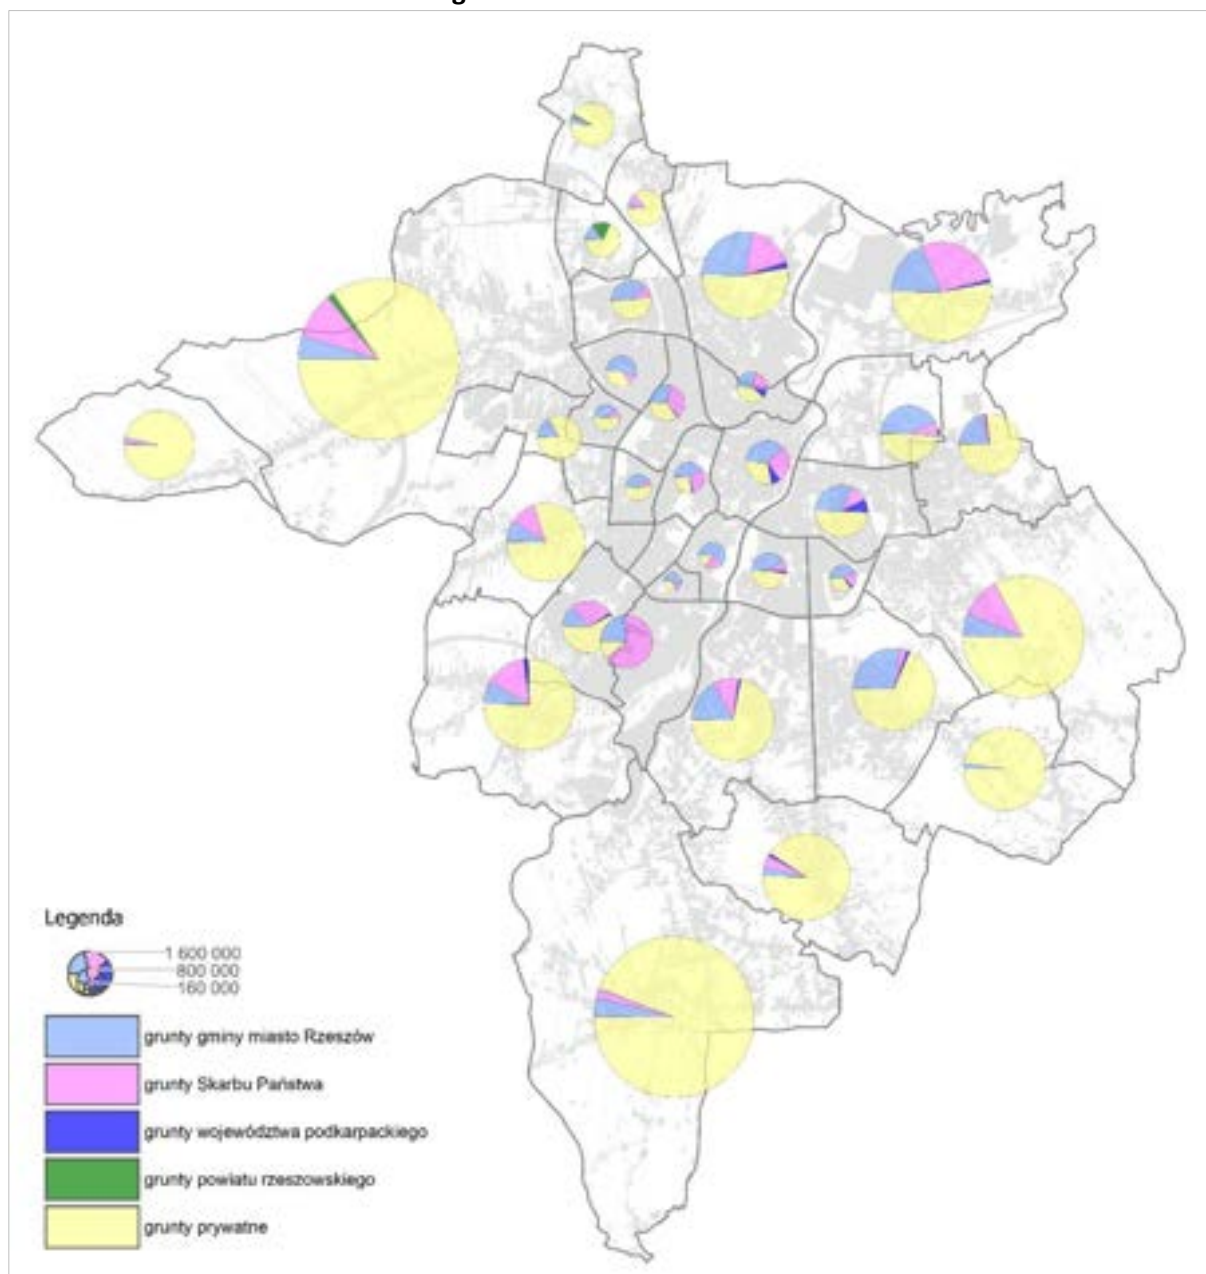 g
Legenda
1 600 000
800 000
160 000
grunty gminy miasto Rzeszów
grunty Skarbu Państwa
grunty województwa podkarpackiego
grunty powiatu rzeszowskiego
grunty prywatne